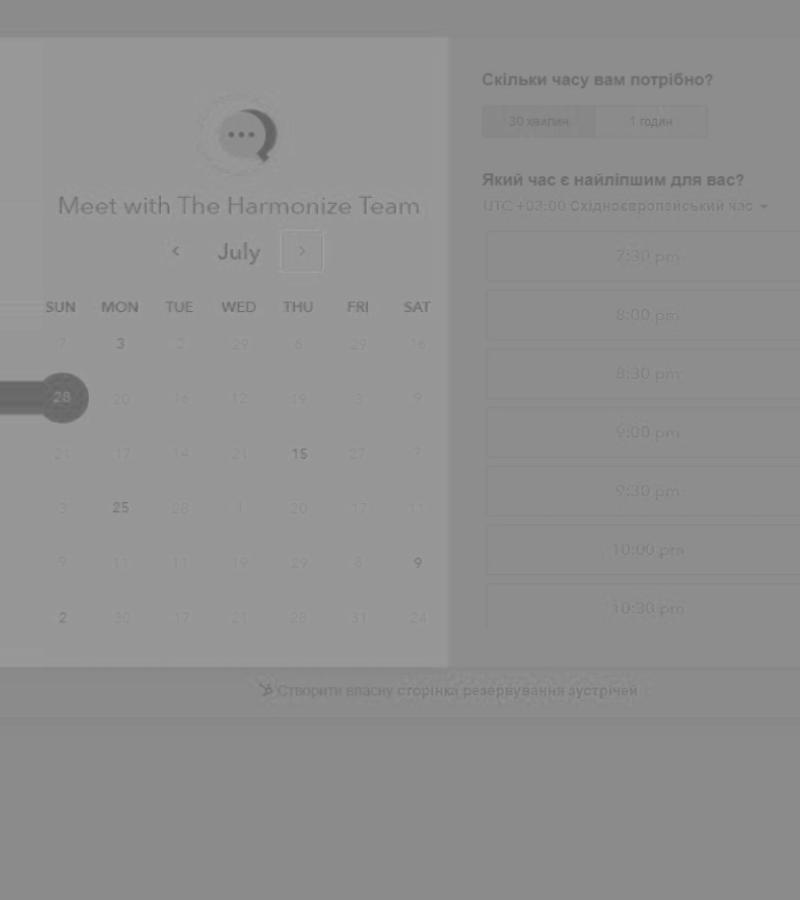 Meet with The Harmonize Team
July
SUN MON TUE WED THU FRI SAT
7 3 2 29 6 29 16
28 20 16 12 19 3 9
21 17 14 21 15 27 7
3 25 28 1 20 17 11
9 11 11 19 29 8 9
2 30 17 21 28 31 24
Скільки часу вам потрібно?
30 хвилин 1 годин
Який час є найліпшим для вас?
UTC +03:00 Східноєвропейський час
7:30 pm
8:00 pm
8:30 pm
9:00 pm
9:30 pm
10:00 pm
10:30 pm
Створити власну сторінка резервування зустрічей